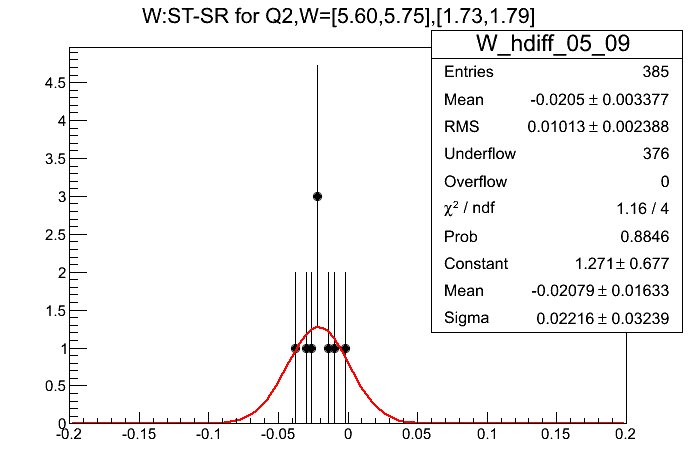 W:ST-SR for Q2,W=[5.60,5.75],[1.73,1.79]
W_hdiff_05_09
Entries 385
Mean -0.0205 ± 0.003377
RMS 0.01013 ± 0.002388
Underflow 376
Overflow 0
χ² / ndf 1.16 / 4
Prob 0.8846
Constant 1.271 ± 0.677
Mean -0.02079 ± 0.01633
Sigma 0.02216 ± 0.03239
4.5
4
3.5
3
2.5
2
1.5
1
0.5
0
-0.2 -0.15 -0.1 -0.05 0 0.05 0.1 0.15 0.2